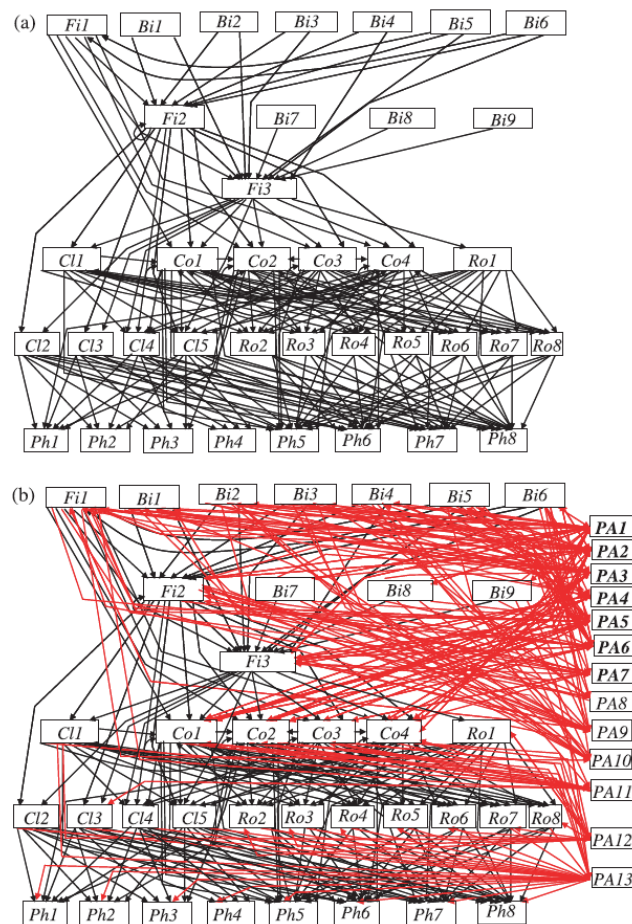 (a) Fi1 Bi1 Bi2 Bi3 Bi4 Bi5 Bi6
Fi2 Bi7 Bi8 Bi9
Fi3
Cl1 Co1 Co2 Co3 Co4 Ro1
Cl2 Cl3 Cl4 Cl5 Ro2 Ro3 Ro4 Ro5 Ro6 Ro7 Ro8
Ph1 Ph2 Ph3 Ph4 Ph5 Ph6 Ph7 Ph8
(b) Fi1 Bi1 Bi2 Bi3 Bi4 Bi5 Bi6
PA1
PA2
PA3
Fi2 Bi7 Bi8 Bi9 PA4
PA5
PA6
Fi3 PA7
PA8
Cl1 Co1 Co2 Co3 Co4 Ro1 PA9
PA10
PA11
Cl2 Cl3 Cl4 Cl5 Ro2 Ro3 Ro4 Ro5 Ro6 Ro7 Ro8
PA12
PA13
Ph1 Ph2 Ph3 Ph4 Ph5 Ph6 Ph7 Ph8